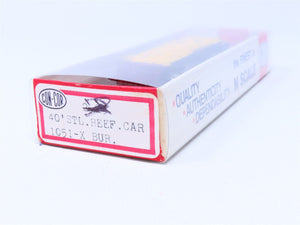 CON-COR
40' STL.REEF.CAR
1051-X BUR.
QUALITY
AUTHENTICITY
DEPENDABILITY
N SCALE